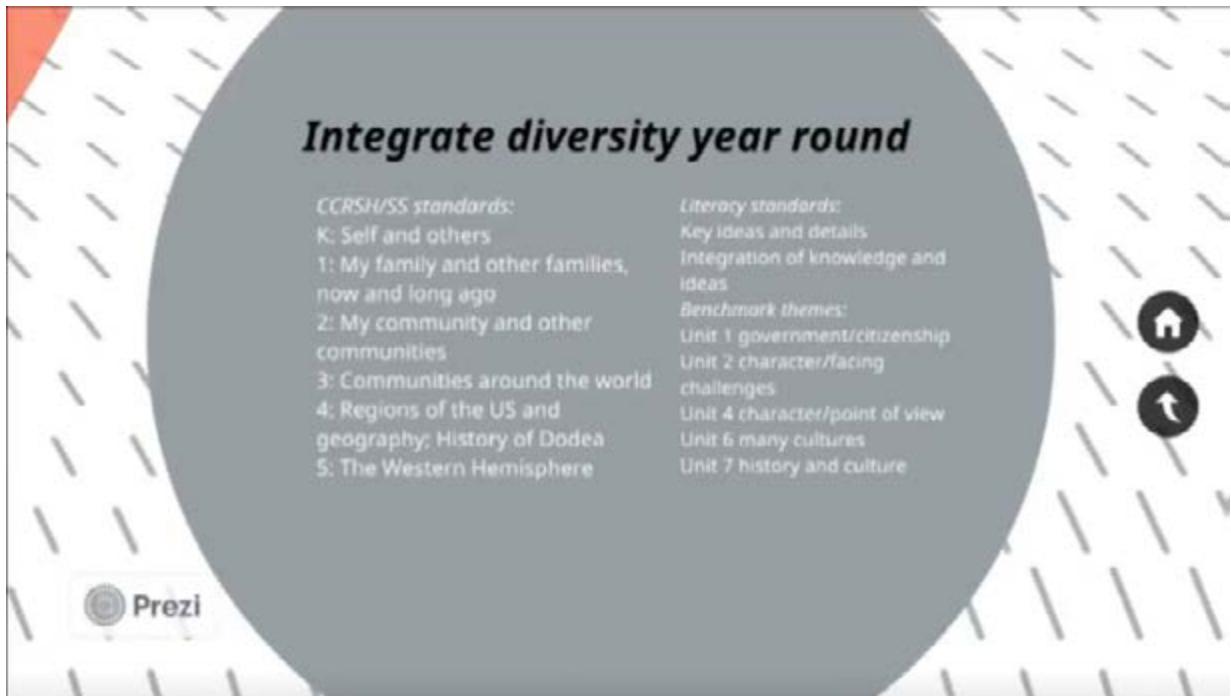 Integrate diversity year round
CCRSH/SS standards:
K: Self and others
1: My family and other families,
now and long ago
2: My community and other
communities
3: Communities around the world
4: Regions of the US and
geography; History of Dodea
5: The Western Hemisphere
Literacy standards:
Key ideas and details
Integration of knowledge and
ideas
Benchmark themes:
Unit 1 government/citizenship
Unit 2 character/facing
challenges
Unit 4 character/point of view
Unit 6 many cultures
Unit 7 history and culture
Prezi